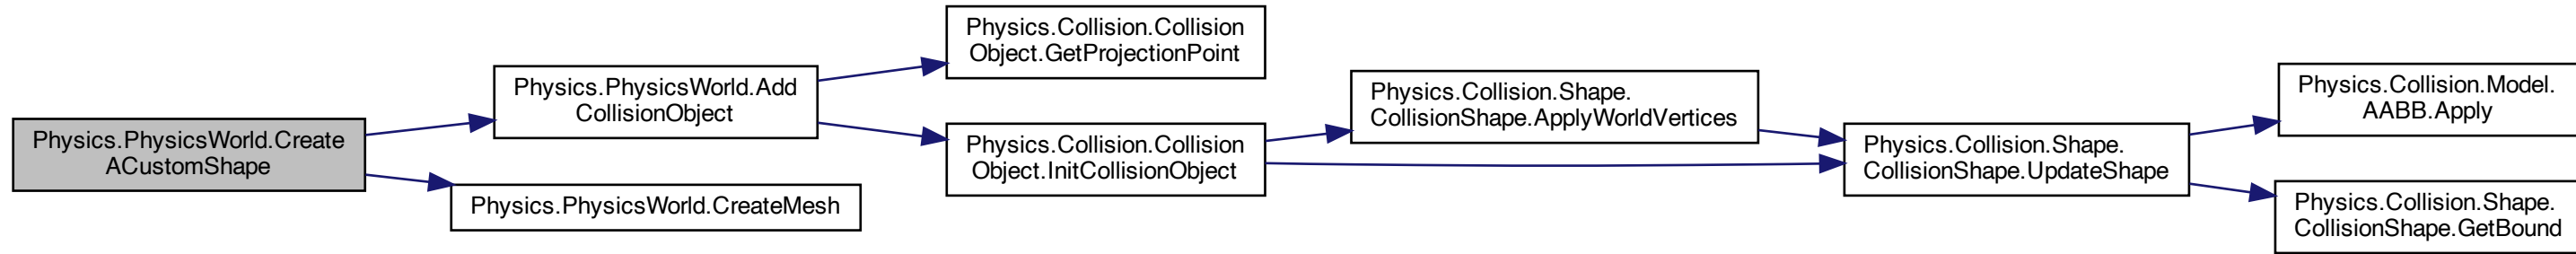 Physics.PhysicsWorld.Create
ACustomShape
Physics.PhysicsWorld.Add
CollisionObject
Physics.PhysicsWorld.CreateMesh
Physics.Collision.Collision
Object.GetProjectionPoint
Physics.Collision.Collision
Object.InitCollisionObject
Physics.Collision.Shape.
CollisionShape.ApplyWorldVertices
Physics.Collision.Shape.
CollisionShape.UpdateShape
Physics.Collision.Model.
AABB.Apply
Physics.Collision.Shape.
CollisionShape.GetBound